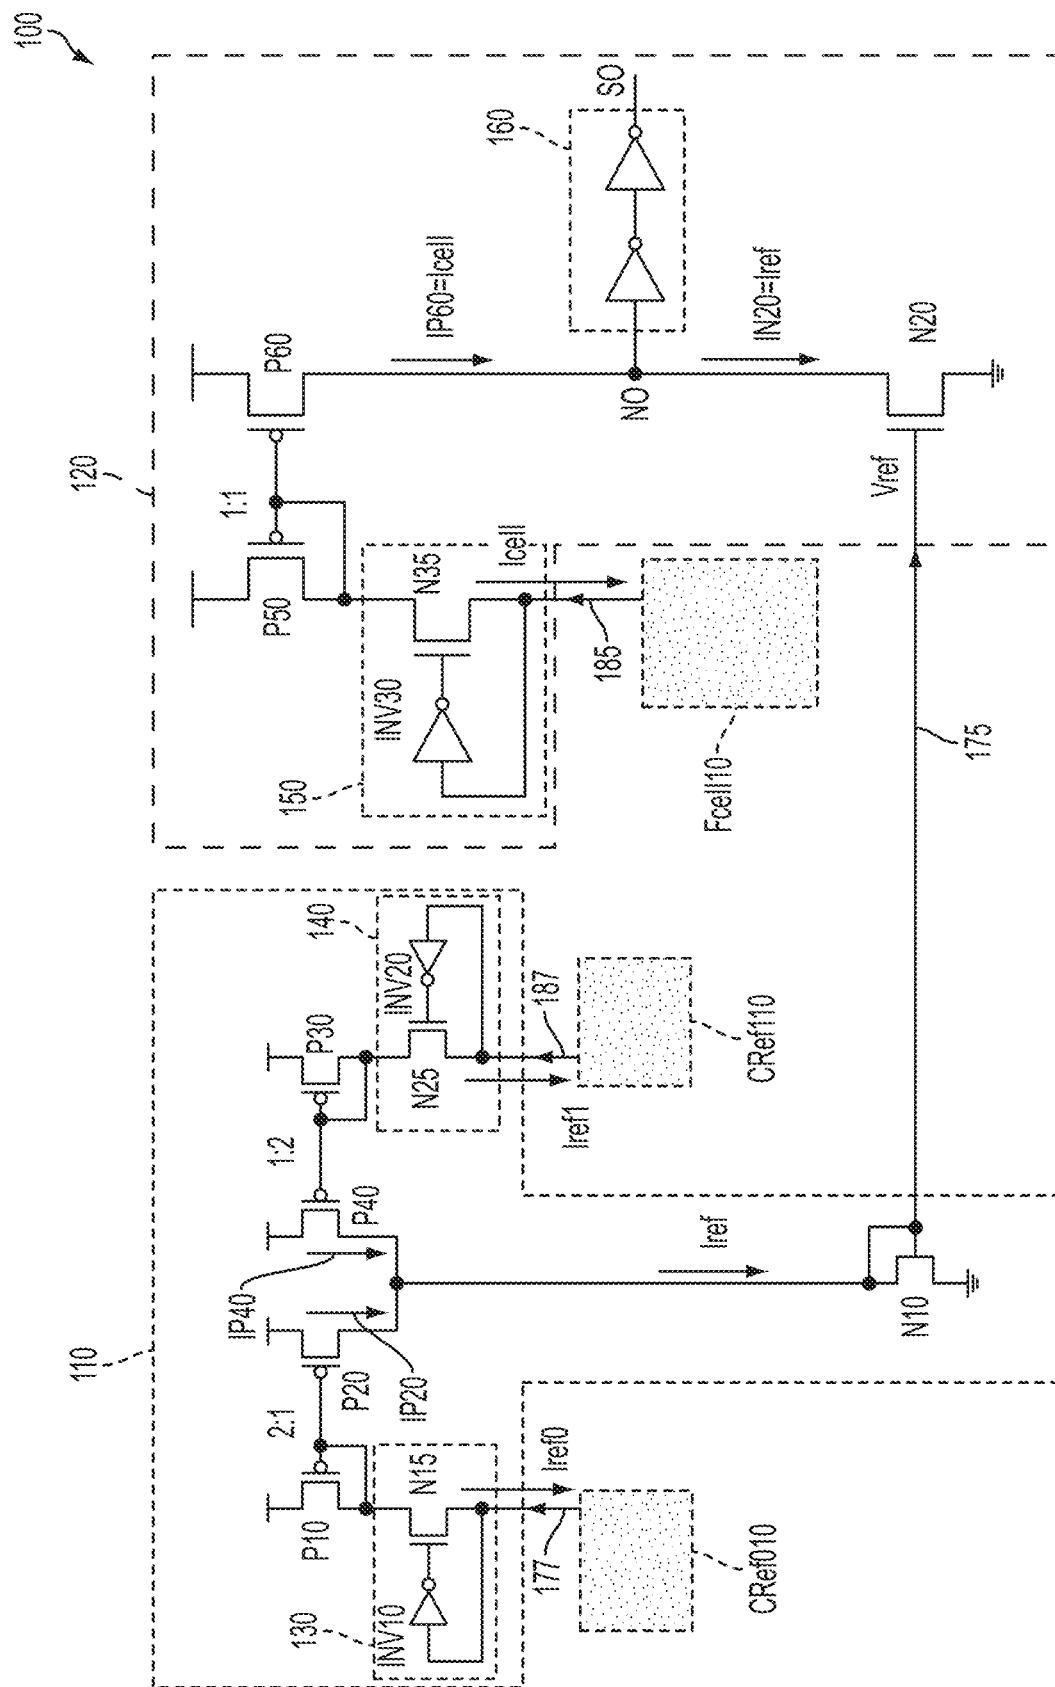 100
110
120
2:1
1:2
1:1
P10
P20
P40
P30
P50
P60
IP40
IP20
140
INV20
N25
130
INV10
N15
Iref0
177
CRef010
Iref1
187
CRef110
150
INV30
N35
Icell
185
Fcell10
IP60=Icell
160
SO
NO
IN20=Iref
N20
Vref
175
Iref
N10